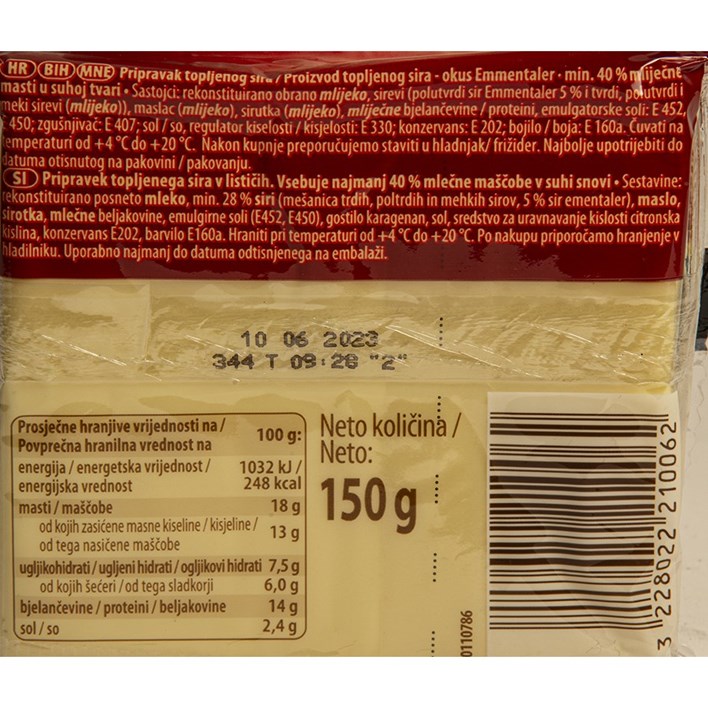 HR BIH MNE Pripravak topljenog sira / Proizvod topljenog sira - okus Emmentaler • min. 40 % mliječne
masti u suhoj tvari • Sastojci: rekonstituirano obrano mlijeko, sirevi (polutvrdi sir Emmentaler 5 % i tvrdi, polutvrdi i
meki sirevi (mlijeko)), maslac (mlijeko), sirutka (mlijeko), mliječne bjelančevine / proteini, emulgatorske soli: E 452,
450; zgušnjivač: E 407; sol / so, regulator kiselosti / kisjelosti: E 330; konzervans: E 202; bojilo / boja: E 160a. Čuvati na
temperaturi od +4 °C do +20 °C. Nakon kupnje preporučujemo staviti u hladnjak/ frižider. Najbolje upotrijebiti do
datuma otisnutog na pakovini / pakovanju.
SI Pripravek topljenega sira v lističih. Vsebuje najmanj 40 % mlečne maščobe v suhi snovi • Sestavine:
rekonstituirano posneto mleko, min. 28 % siri (mešanica trdih, poltrdih in mehkih sirov, 5 % sir ementaler), maslo,
sirotka, mlečne beljakovine, emulgirne soli (E452, E450), gostilo karagenan, sol, sredstvo za uravnavanje kislosti citronska
kislina, konzervans E202, barvilo E160a. Hraniti pri temperaturi od +4 °C do +20 °C. Po nakupu priporočamo hranjenje v
hladilniku. Uporabno najmanj do datuma odtisnjenega na embalaži.
10 06 2023
344 T 09:28 "2"
Prosječne hranjive vrijednosti na /
Povprečna hranilna vrednost na 100 g:
energija / energetska vrijednost / 1032 kJ /
energijska vrednost 248 kcal
masti / maščobe 18 g
od kojih zasićene masne kiseline / kisjeline /
od tega nasičene maščobe 13 g
ugljikohidrati / ugljeni hidrati / ogljikovi hidrati 7,5 g
od kojih šećeri / od tega sladkorji 6,0 g
bjelančevine / proteini / beljakovine 14 g
sol / so 2,4 g
Neto količina /
Neto:
150 g
0110786
3 228022 210062